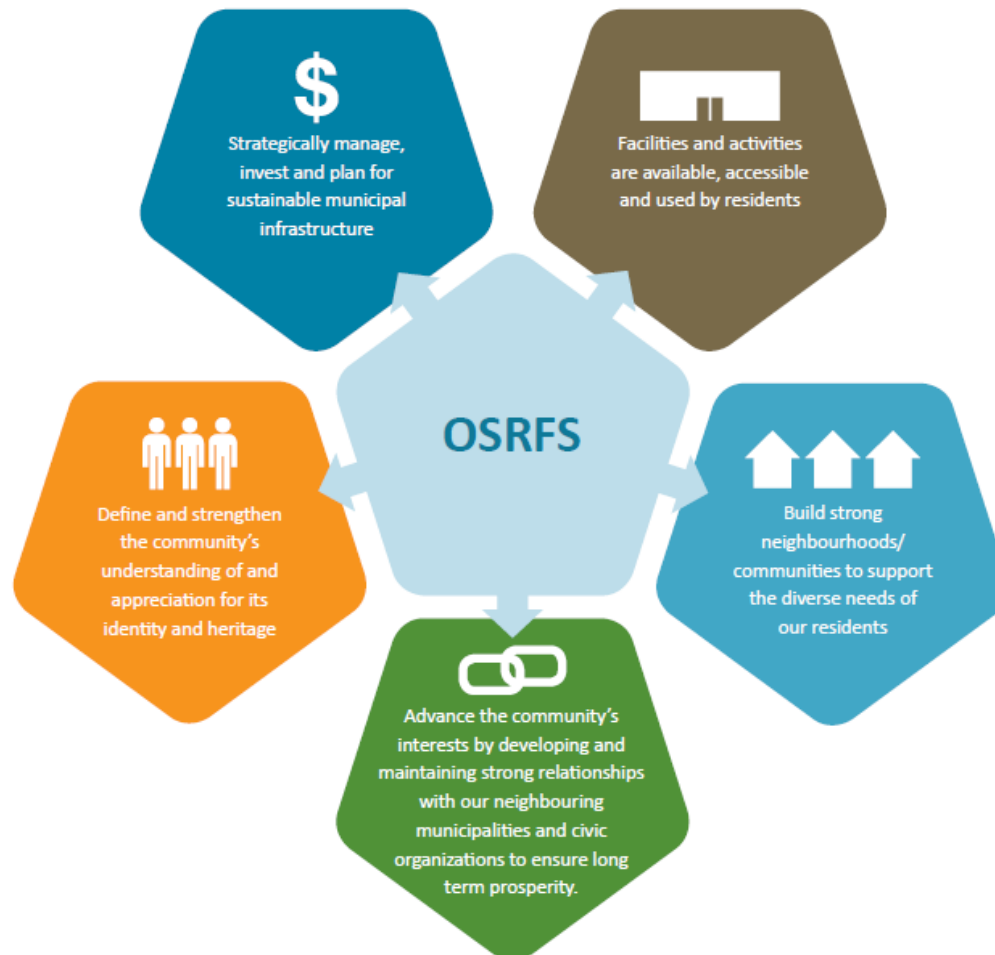 $
Strategically manage,
invest and plan for
sustainable municipal
infrastructure
Facilities and activities
are available, accessible
and used by residents
OSRFS
Define and strengthen
the community’s
understanding of and
appreciation for its
identity and heritage
Build strong
neighbourhoods/
communities to support
the diverse needs of
our residents
Advance the community’s
interests by developing and
maintaining strong relationships
with our neighbouring
municipalities and civic
organizations to ensure long
term prosperity.